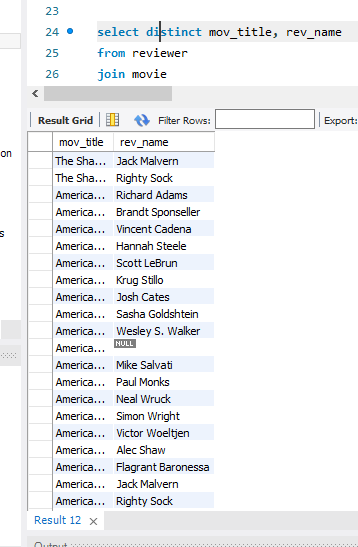 23
24 select distinct mov_title, rev_name
25 from reviewer
26 join movie
Result Grid Filter Rows: Export:
mov_title rev_name
The Sha... Jack Malvern
The Sha... Righty Sock
America... Richard Adams
America... Brandt Sponseller
America... Vincent Cadena
America... Hannah Steele
America... Scott LeBrun
America... Krug Stillo
America... Josh Cates
America... Sasha Goldshtein
America... Wesley S. Walker
America... NULL
America... Mike Salvati
America... Paul Monks
America... Neal Wruck
America... Simon Wright
America... Victor Woeltjen
America... Alec Shaw
America... Flagrant Baronessa
America... Jack Malvern
America... Righty Sock
on
s
Result 12
Output